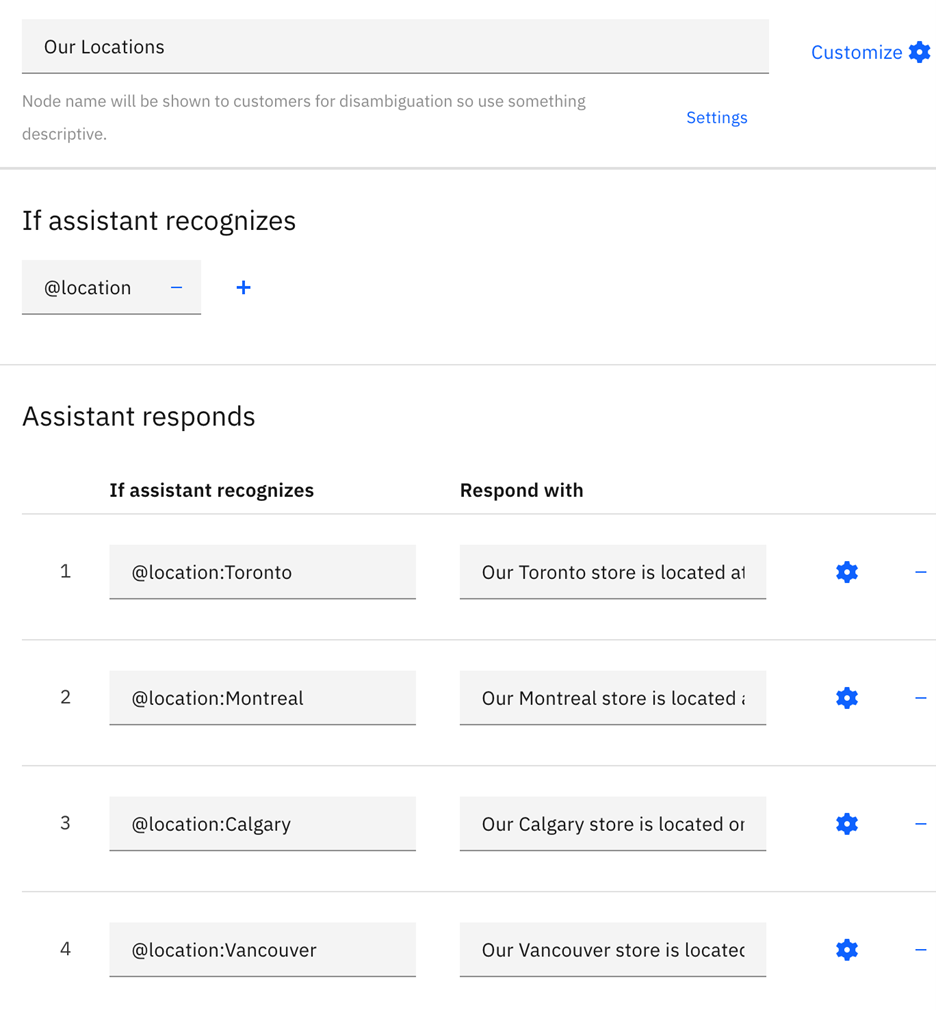 Our Locations
Customize
Node name will be shown to customers for disambiguation so use something
descriptive.
Settings
If assistant recognizes
@location
Assistant responds
If assistant recognizes Respond with
1 @location:Toronto Our Toronto store is located at
2 @location:Montreal Our Montreal store is located
3 @location:Calgary Our Calgary store is located
4 @location:Vancouver Our Vancouver store is located